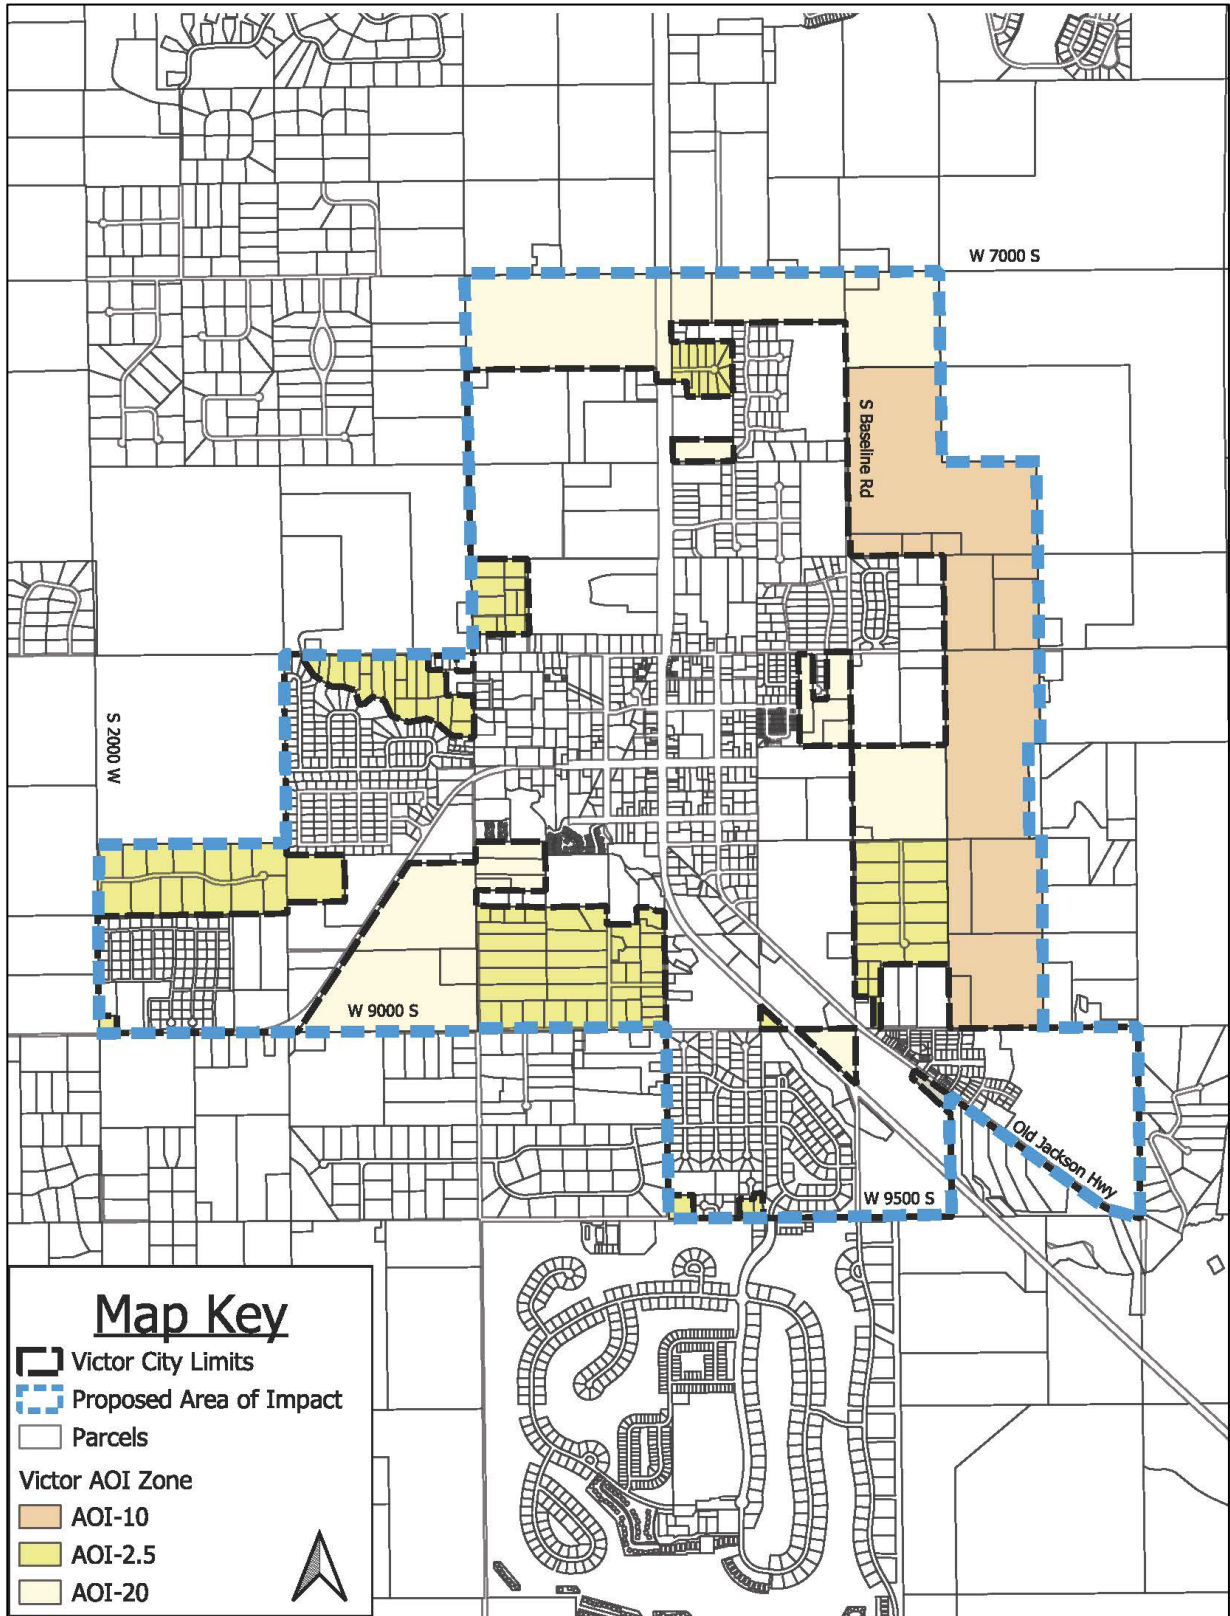 W 7000 S
S Baseline Rd
S 2000 W
W 9000 S
Old Jackson Hwy
W 9500 S
Map Key
Victor City Limits
Proposed Area of Impact
Parcels
Victor AOI Zone
AOI-10
AOI-2.5
AOI-20